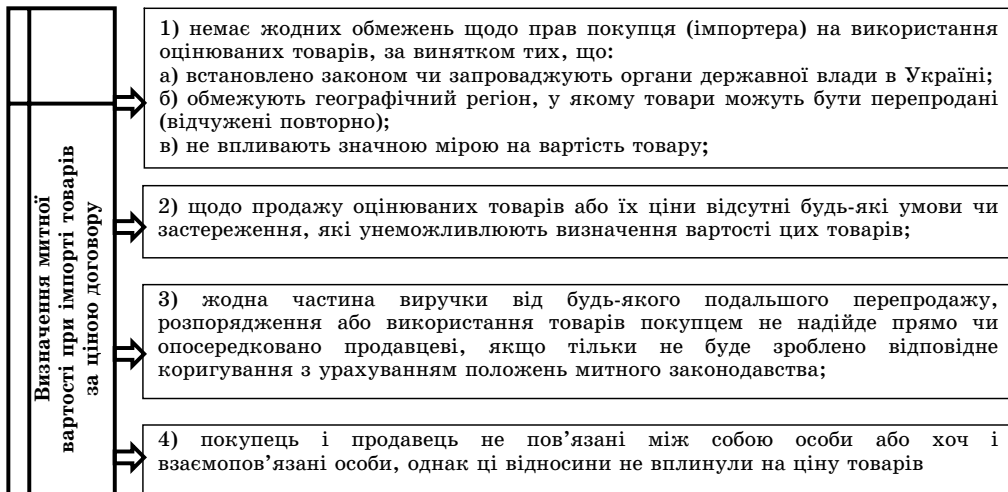 Визначення митної
вартості при імпорті товарів
за ціною договору
1) немає жодних обмежень щодо прав покупця (імпортера) на використання
оцінюваних товарів, за винятком тих, що:
а) встановлено законом чи запроваджують органи державної влади в Україні;
б) обмежують географічний регіон, у якому товари можуть бути перепродані
(відчужені повторно);
в) не впливають значною мірою на вартість товару;
2) щодо продажу оцінюваних товарів або їх ціни відсутні будь-які умови чи
застереження, які унеможливлюють визначення вартості цих товарів;
3) жодна частина виручки від будь-якого подальшого перепродажу,
розпорядження або використання товарів покупцем не надійде прямо чи
опосередковано продавцеві, якщо тільки не буде зроблено відповідне
коригування з урахуванням положень митного законодавства;
4) покупець і продавець не пов’язані між собою особи або хоч і
взаємопов’язані особи, однак ці відносини не вплинули на ціну товарів